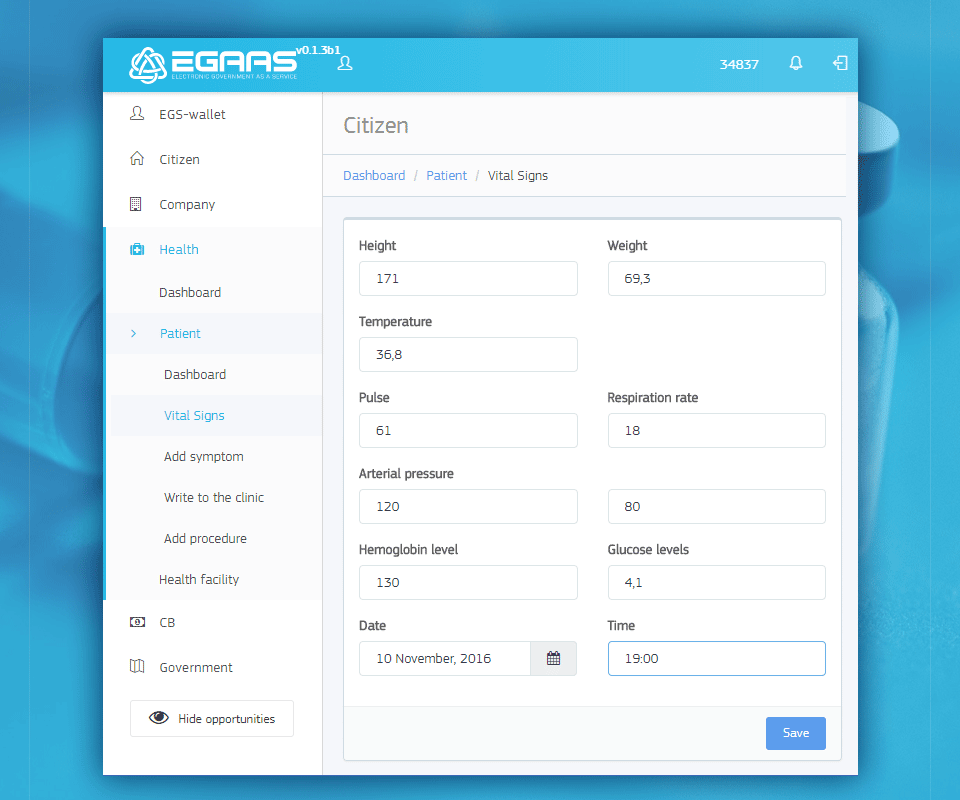 EGAAS v0.1.3b1
ELECTRONIC GOVERNMENT AS A SERVICE
34837
EGS-wallet
Citizen
Company
Health
Dashboard
Patient
Dashboard
Vital Signs
Add symptom
Write to the clinic
Add procedure
Health facility
CB
Government
Hide opportunities
Citizen
Dashboard / Patient / Vital Signs
Height Weight
171 69,3
Temperature
36,8
Pulse Respiration rate
61 18
Arterial pressure
120 80
Hemoglobin level Glucose levels
130 4,1
Date Time
10 November, 2016 19:00
Save